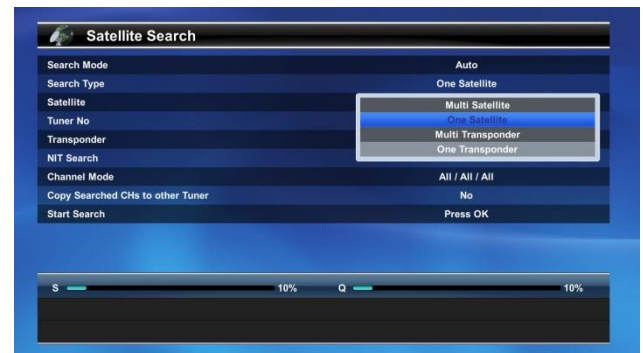 Satellite Search
Search Mode Auto
Search Type One Satellite
Satellite Multi Satellite
Tuner No One Satellite
Transponder Multi Transponder
NIT Search One Transponder
Channel Mode All / All / All
Copy Searched CHs to other Tuner No
Start Search Press OK
S 10% Q 10%